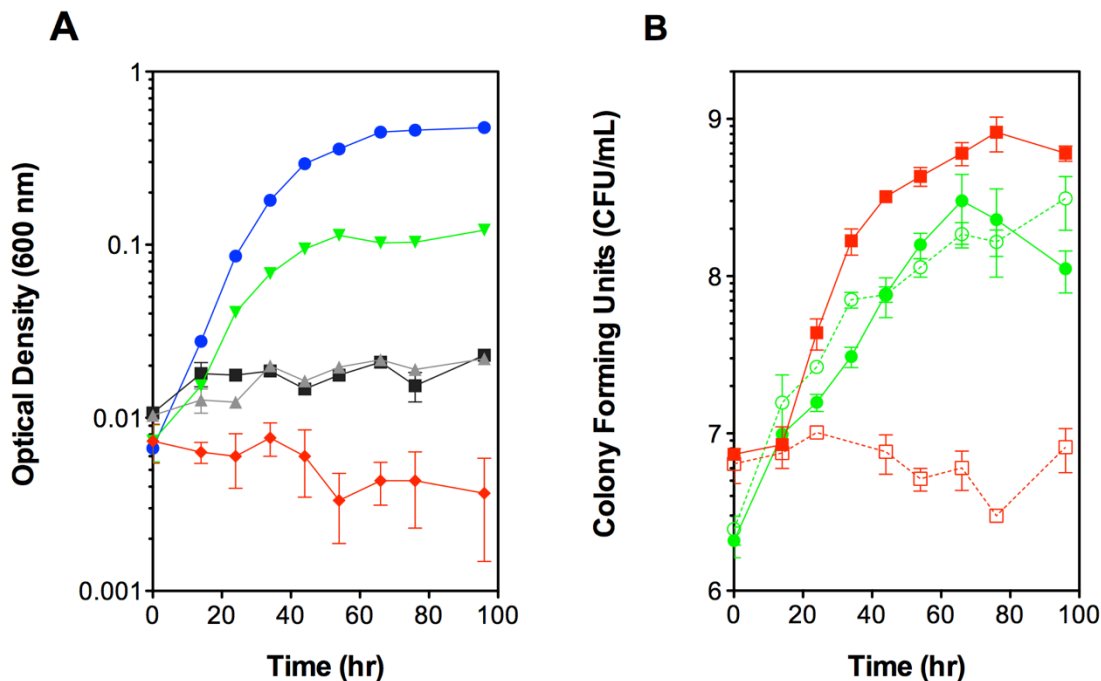 A
Optical Density (600 nm)
1
0.1
0.01
0.001
0 20 40 60 80 100
Time (hr)
B
Colony Forming Units (CFU/mL)
9
8
7
6
0 20 40 60 80 100
Time (hr)